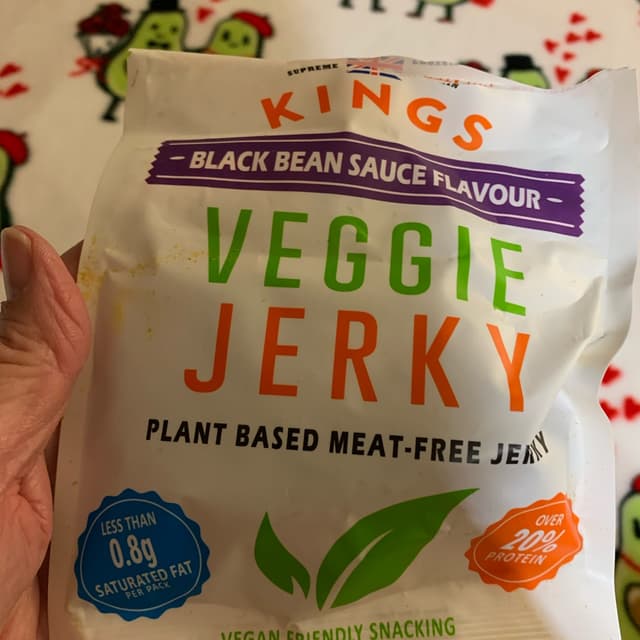 SUPREME
KINGS
- BLACK BEAN SAUCE FLAVOUR -
VEGGIE
JERKY
PLANT BASED MEAT-FREE JERKY
LESS THAN
0.8g
SATURATED FAT
PER PACK
OVER
20%
PROTEIN
VEGAN FRIENDLY SNACKING